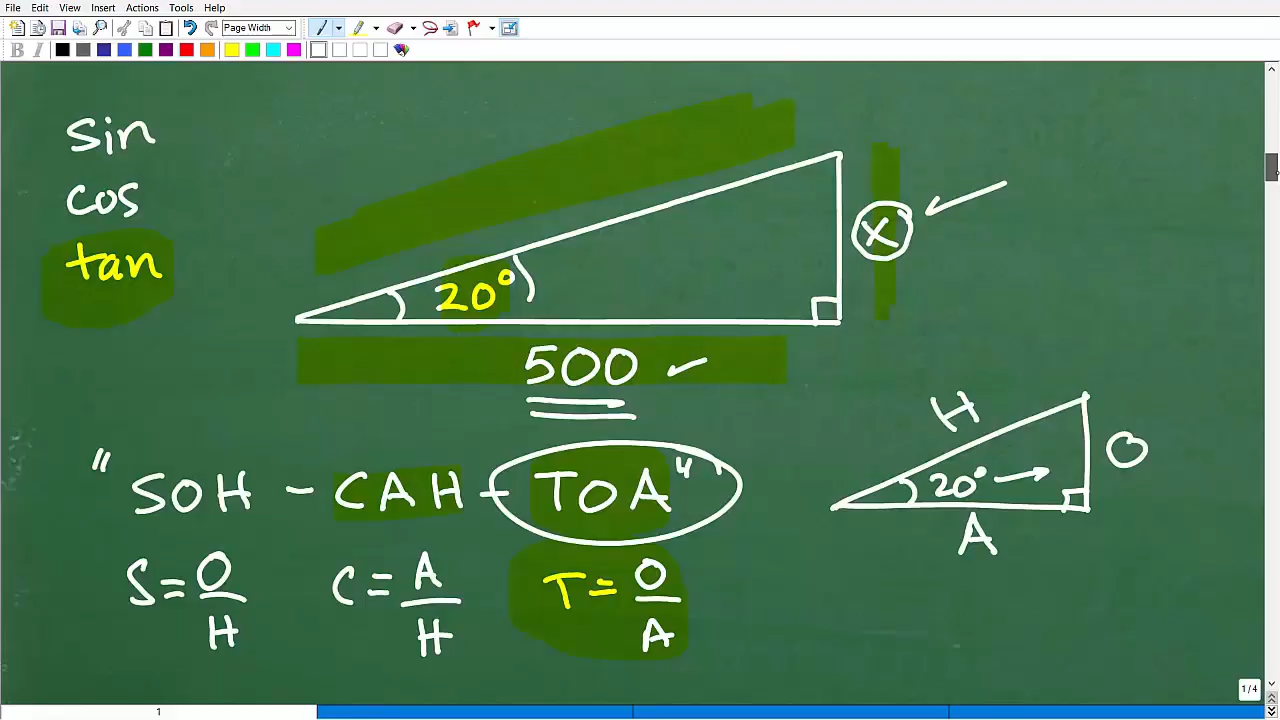 File Edit View Insert Actions Tools Help
Page Width
B I
sin
cos
tan
20°
X
500
"SOH - CAH - TOA"
S = O/H C = A/H T = O/A
H
20°
O
A
1/4
1